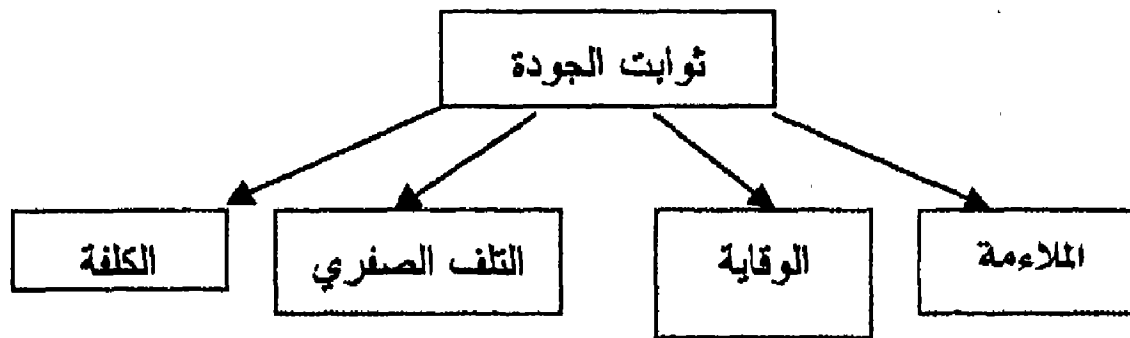 ثوابت الجودة
الملاءمة
الوقاية
التلف الصفري
الكلفة